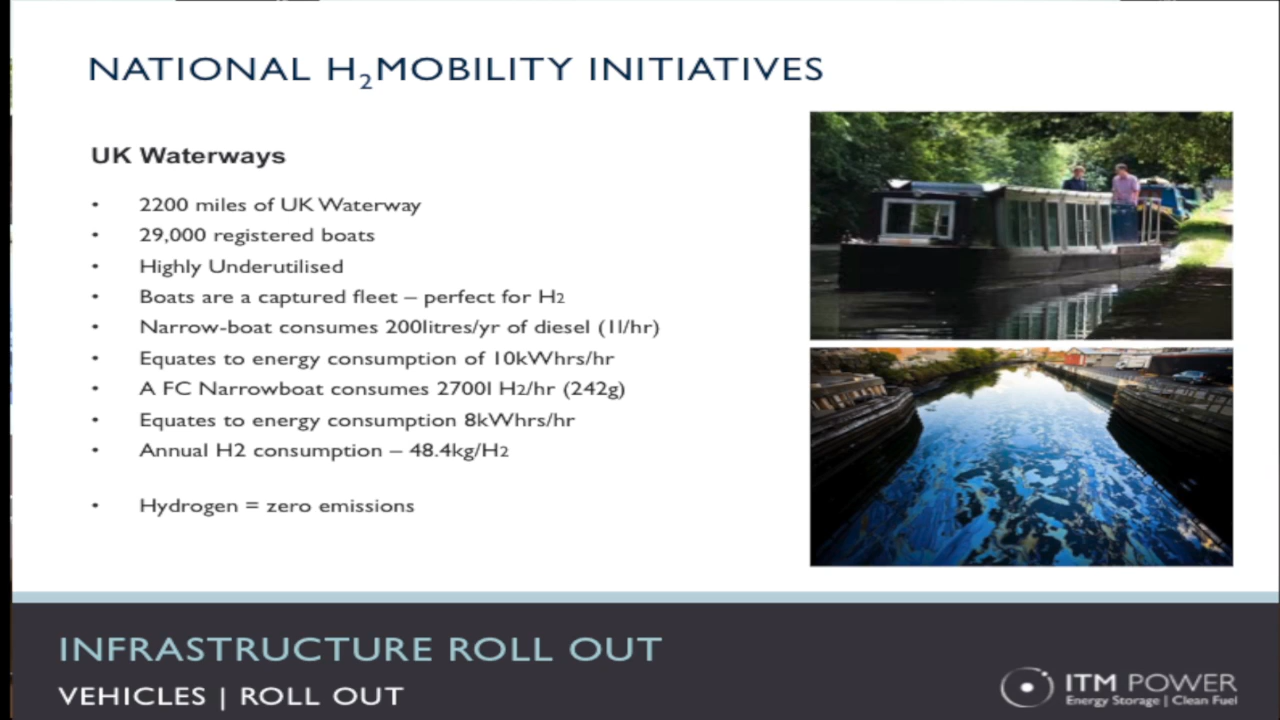 NATIONAL H₂MOBILITY INITIATIVES
UK Waterways
• 2200 miles of UK Waterway
• 29,000 registered boats
• Highly Underutilised
• Boats are a captured fleet – perfect for H2
• Narrow-boat consumes 200litres/yr of diesel (1l/hr)
• Equates to energy consumption of 10kWhrs/hr
• A FC Narrowboat consumes 2700l H2/hr (242g)
• Equates to energy consumption 8kWhrs/hr
• Annual H2 consumption – 48.4kg/H2
• Hydrogen = zero emissions
INFRASTRUCTURE ROLL OUT
VEHICLES | ROLL OUT
ITM POWER
Energy Storage | Clean Fuel